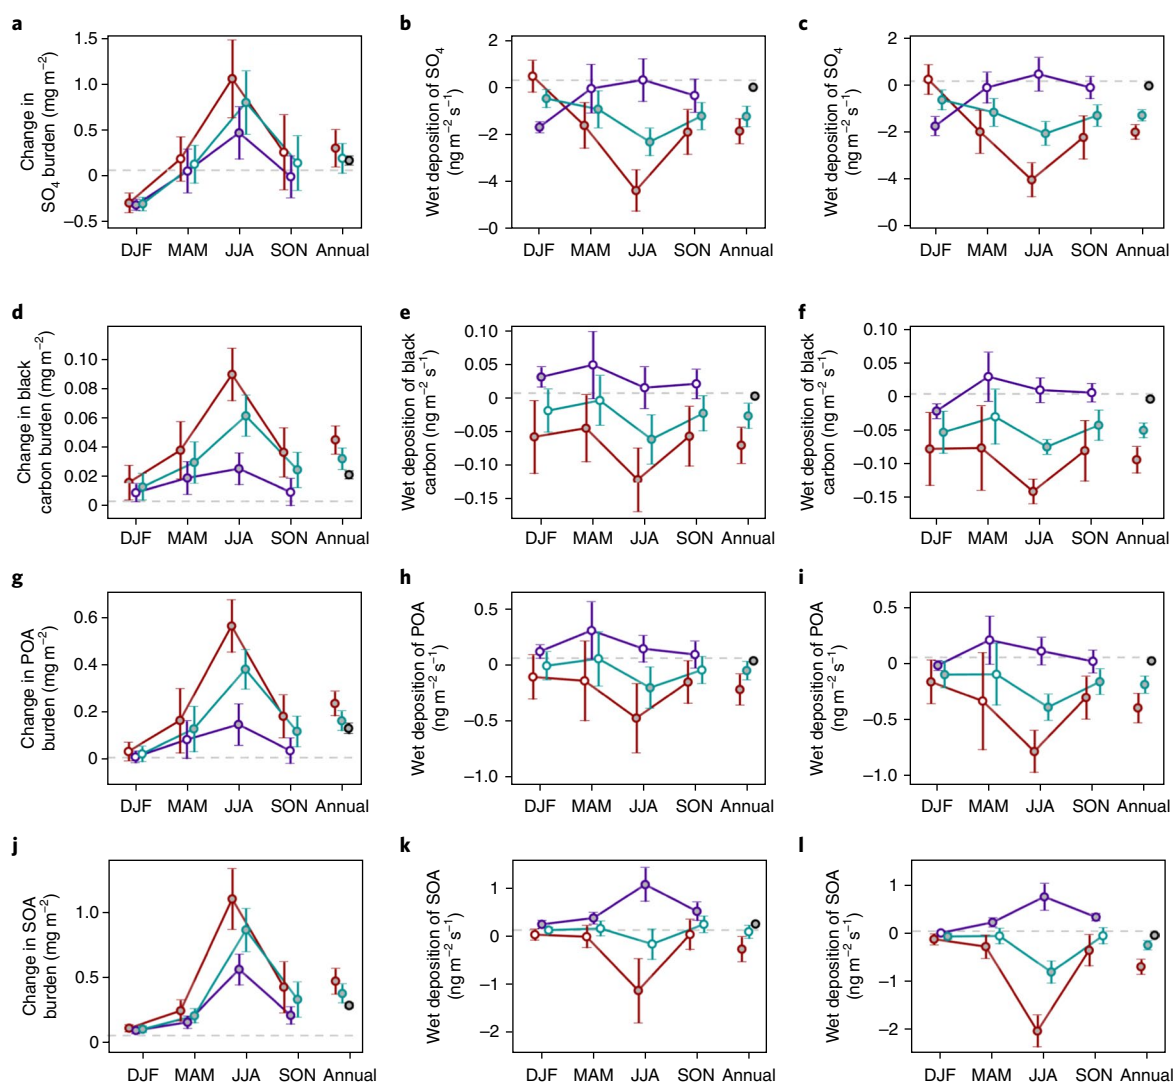 a
Change in
SO4 burden (mg m−2)
1.5
1.0
0.5
0
−0.5
DJF MAM JJA SON Annual
b
Wet deposition of SO4
(ng m−2 s−1)
2
0
−2
−4
−0
DJF MAM JJA SON Annual
c
Wet deposition of SO4
(ng m−2 s−1)
2
0
−2
−4
−0
DJF MAM JJA SON Annual
d
Change in black
carbon burden (mg m−2)
0.10
0.08
0.06
0.04
0.02
0
DJF MAM JJA SON Annual
e
Wet deposition of black
carbon (ng m−2 s−1)
0.10
0.05
0
−0.05
−0.10
−0.15
DJF MAM JJA SON Annual
f
Wet deposition of black
carbon (ng m−2 s−1)
0.10
0.05
0
−0.05
−0.10
−0.15
DJF MAM JJA SON Annual
g
Change in POA
burden (mg m−2)
0.6
0.4
0.2
0
DJF MAM JJA SON Annual
h
Wet deposition of POA
(ng m−2 s−1)
0.5
0
−0.5
−1.0
DJF MAM JJA SON Annual
i
Wet deposition of POA
(ng m−2 s−1)
0.5
0
−0.5
−1.0
DJF MAM JJA SON Annual
j
Change in SOA
burden (mg m−2)
1.0
0.5
0
DJF MAM JJA SON Annual
k
Wet deposition of SOA
(ng m−2 s−1)
1
0
−1
−2
DJF MAM JJA SON Annual
l
Wet deposition of SOA
(ng m−2 s−1)
1
0
−1
−2
DJF MAM JJA SON Annual